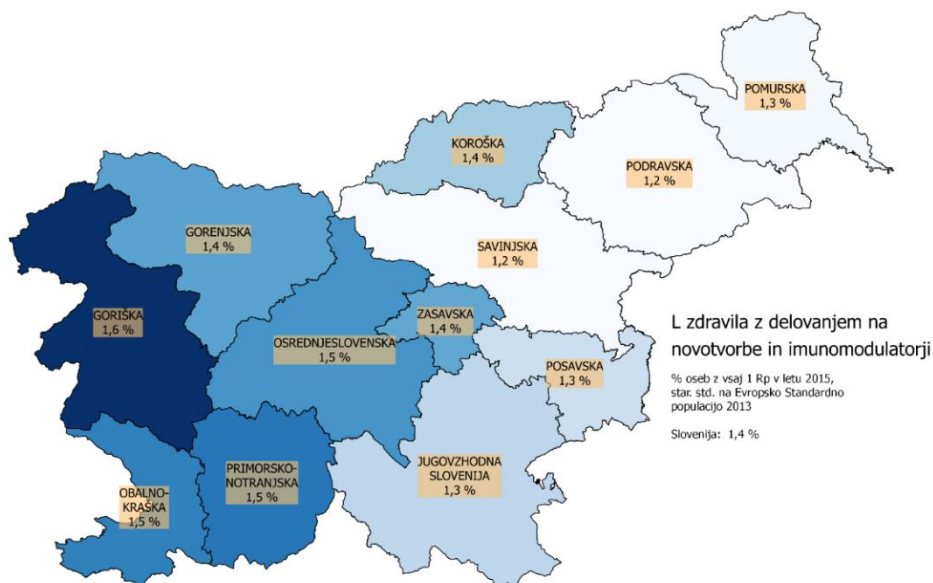 POMURSKA
1,3 %
KOROŠKA
1,4 %
PODRAVSKA
1,2 %
GORENJSKA
1,4 %
SAVINJSKA
1,2 %
GORIŠKA
1,6 %
ZASAVSKA
1,4 %
OSREDNJESLOVENSKA
1,5 %
POSAVSKA
1,3 %
L zdravila z delovanjem na
novotvorbe in imunomodulatorji
% oseb z vsaj 1 Rp v letu 2015,
star. std. na Evropsko Standardno
populacijo 2013
Slovenija: 1,4 %
PRIMORSKO-
NOTRANJSKA
1,5 %
JUGOVZHODNA
SLOVENIJA
1,3 %
OBALNO-
KRAŠKA
1,5 %